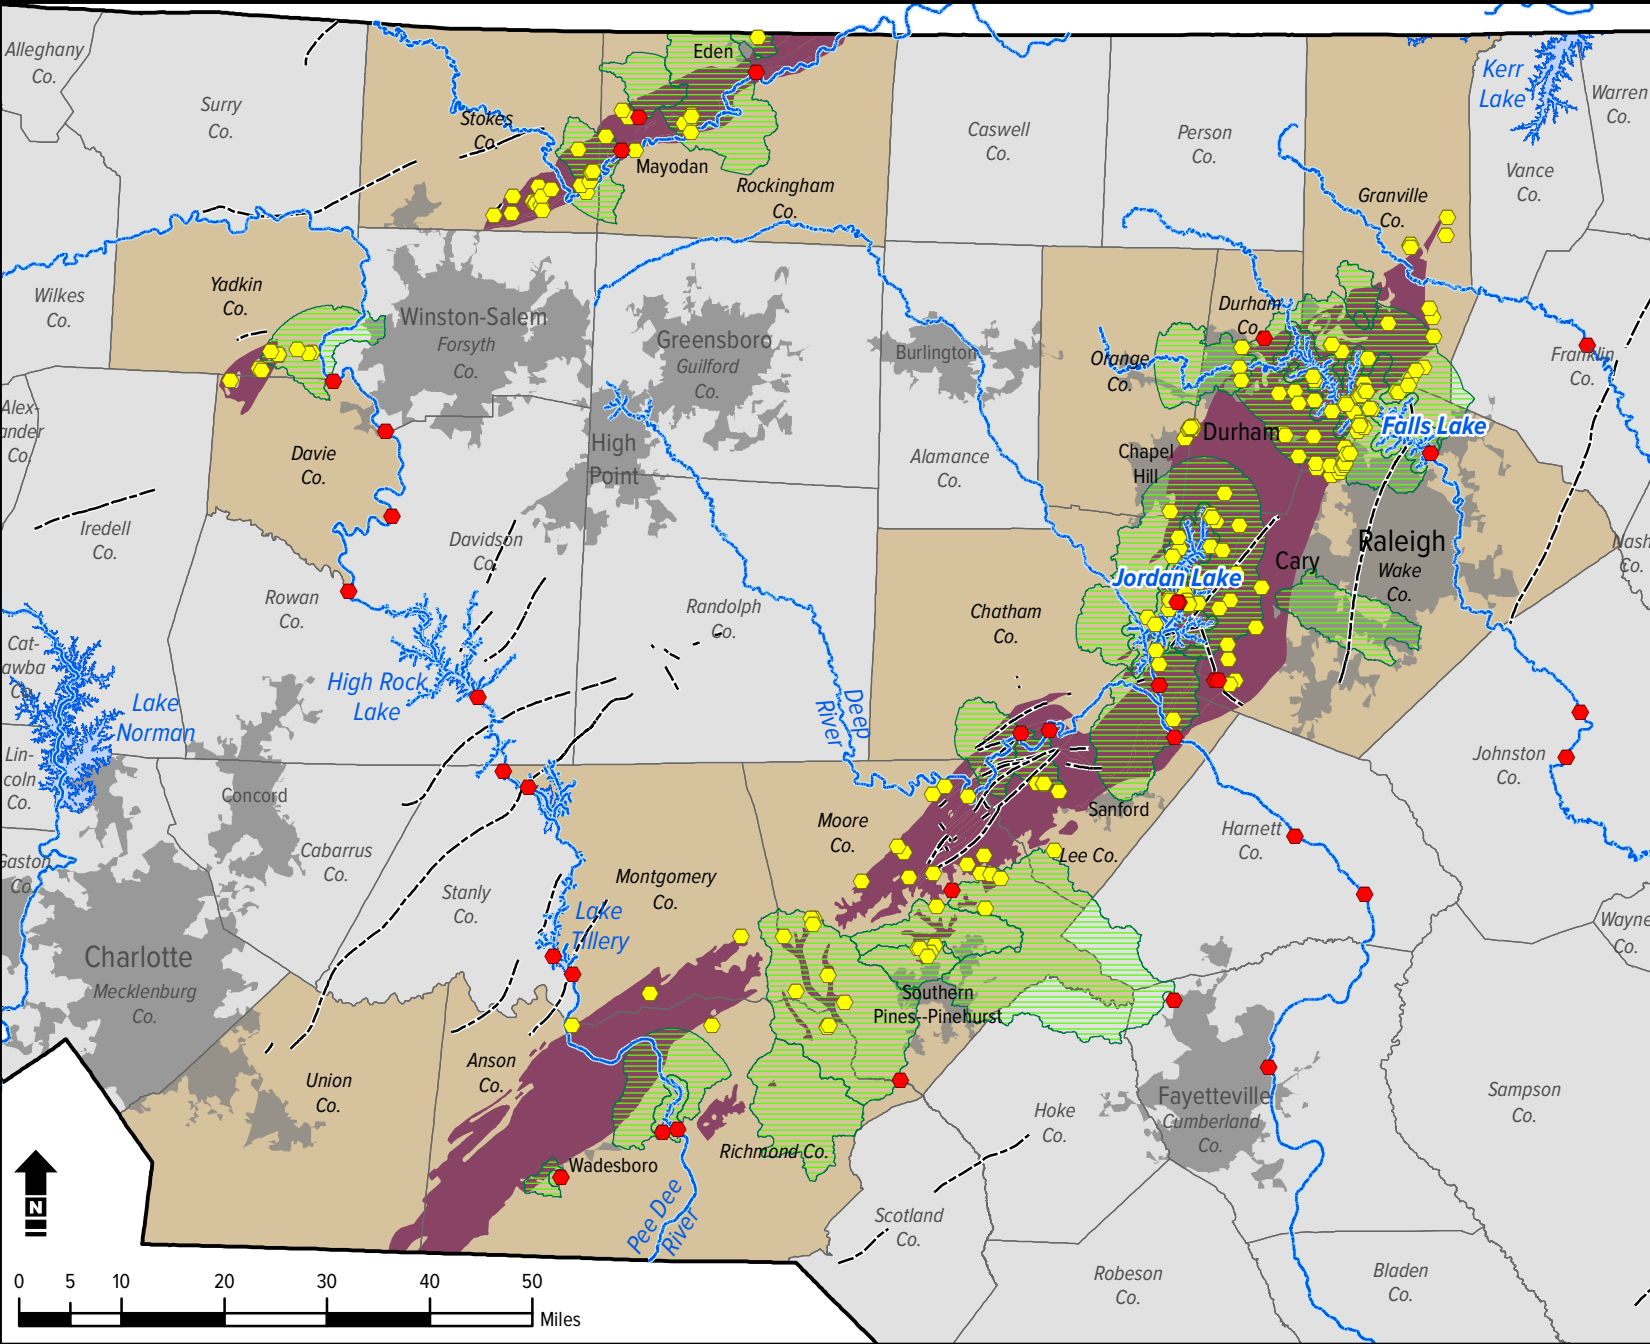 Alleghany
Co.
Surry
Co.
Stokes
Co.
Eden
Mayodan
Rockingham
Co.
Caswell
Co.
Person
Co.
Granville
Co.
Kerr
Lake
Warren
Co.
Vance
Co.
Wilkes
Co.
Yadkin
Co.
Winston-Salem
Forsyth
Co.
Greensboro
Guilford
Co.
Burlington
Orange
Co.
Durham
Co.
Franklin
Co.
Alex-
ander
Co.
Davie
Co.
High
Point
Alamance
Co.
Chapel
Hill
Durham
Falls Lake
Iredell
Co.
Davidson
Co.
Raleigh
Wake
Co.
Cary
Nash
Co.
Jordan Lake
Rowan
Co.
Randolph
Co.
Chatham
Co.
Cat-
awba
Co.
High Rock
Lake
Lake
Norman
Deep
River
Lin-
coln
Co.
Concord
Johnston
Co.
Sanford
Moore
Co.
Lee Co.
Harnett
Co.
Gaston
Co.
Cabarrus
Co.
Stanly
Co.
Montgomery
Co.
Lake
Tillery
Wayne
Co.
Charlotte
Mecklenburg
Co.
Southern
Pines--Pinehurst
Union
Co.
Anson
Co.
Hoke
Co.
Fayetteville
Cumberland
Co.
Sampson
Co.
Richmond Co.
Wadesboro
Pee Dee
River
Scotland
Co.
Robeson
Co.
Bladen
Co.
N
0 5 10 20 30 40 50
Miles